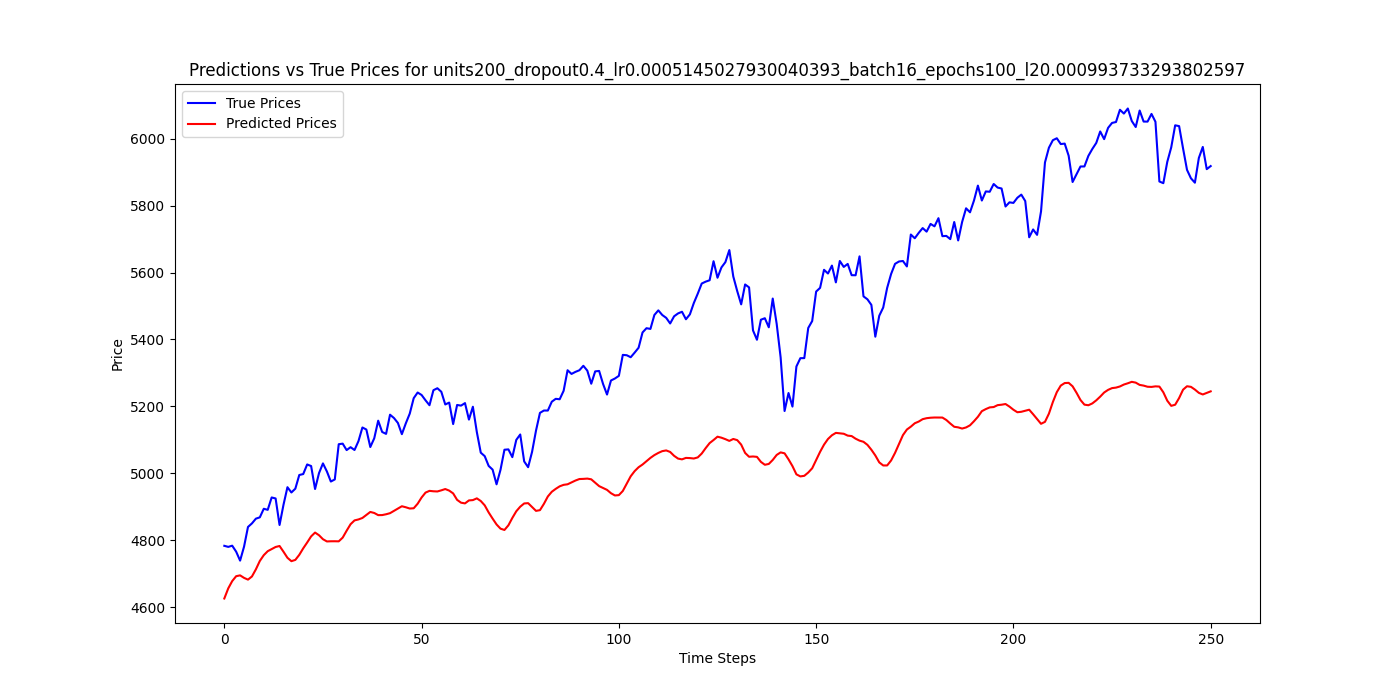 Predictions vs True Prices for units200_dropout0.4_lr0.0005145027930040393_batch16_epochs100_l20.000993733293802597
True Prices
Predicted Prices
6000
5800
5600
5400
5200
5000
4800
4600
Price
0 50 100 150 200 250
Time Steps